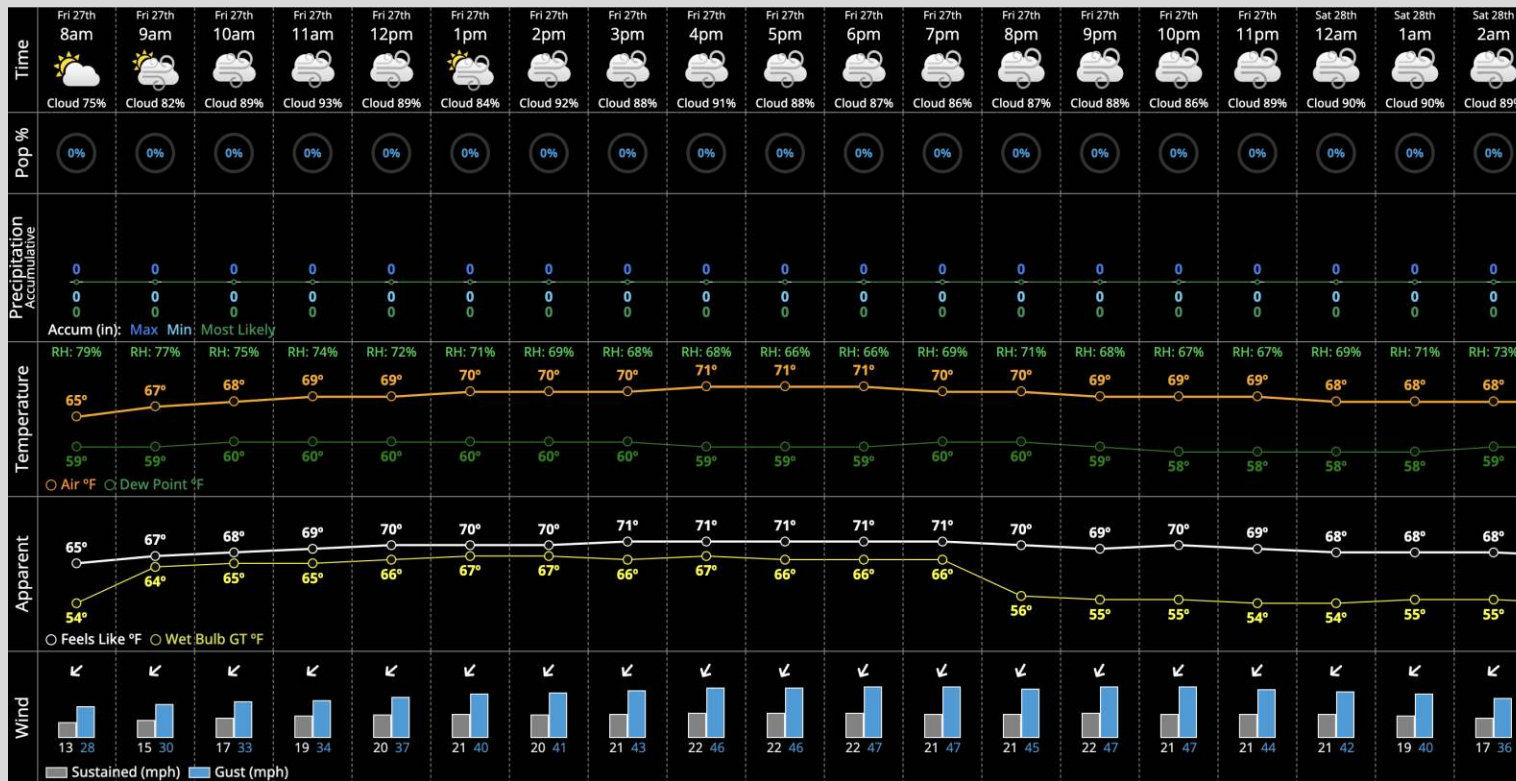 Time
Fri 27th Fri 27th Fri 27th Fri 27th Fri 27th Fri 27th Fri 27th Fri 27th Fri 27th Fri 27th Fri 27th Fri 27th Fri 27th Fri 27th Fri 27th Fri 27th Sat 28th Sat 28th Sat 28th
8am 9am 10am 11am 12pm 1pm 2pm 3pm 4pm 5pm 6pm 7pm 8pm 9pm 10pm 11pm 12am 1am 2am
Cloud 75% Cloud 82% Cloud 89% Cloud 93% Cloud 89% Cloud 84% Cloud 92% Cloud 88% Cloud 91% Cloud 88% Cloud 87% Cloud 86% Cloud 87% Cloud 88% Cloud 86% Cloud 89% Cloud 90% Cloud 90% Cloud 89%
Pop %
0% 0% 0% 0% 0% 0% 0% 0% 0% 0% 0% 0% 0% 0% 0% 0% 0% 0% 0%
Precipitation
Accumulative
0 0 0 0 0 0 0 0 0 0 0 0 0 0 0 0 0 0 0
0 0 0 0 0 0 0 0 0 0 0 0 0 0 0 0 0 0 0
0 0 0 0 0 0 0 0 0 0 0 0 0 0 0 0 0 0 0
Accum (in): Max Min Most Likely
Temperature
RH: 79% RH: 77% RH: 75% RH: 74% RH: 72% RH: 71% RH: 69% RH: 68% RH: 68% RH: 66% RH: 66% RH: 69% RH: 71% RH: 68% RH: 67% RH: 67% RH: 69% RH: 71% RH: 73%
65° 67° 68° 69° 69° 70° 70° 70° 71° 71° 71° 70° 70° 69° 69° 69° 68° 68° 68°
59° 59° 60° 60° 60° 60° 60° 60° 59° 59° 59° 60° 60° 59° 58° 58° 58° 58° 59°
Air °F Dew Point °F
Apparent
65° 67° 68° 69° 70° 70° 70° 71° 71° 71° 71° 71° 70° 69° 70° 69° 68° 68° 68°
54° 64° 65° 65° 66° 67° 67° 66° 67° 66° 66° 66° 56° 55° 55° 54° 54° 55° 55°
Feels Like °F Wet Bulb GT °F
Wind
13 28 15 30 17 33 19 34 20 37 21 40 20 41 21 43 22 46 22 46 22 47 21 47 21 45 22 47 21 47 21 44 21 42 19 40 17 36
Sustained (mph) Gust (mph)